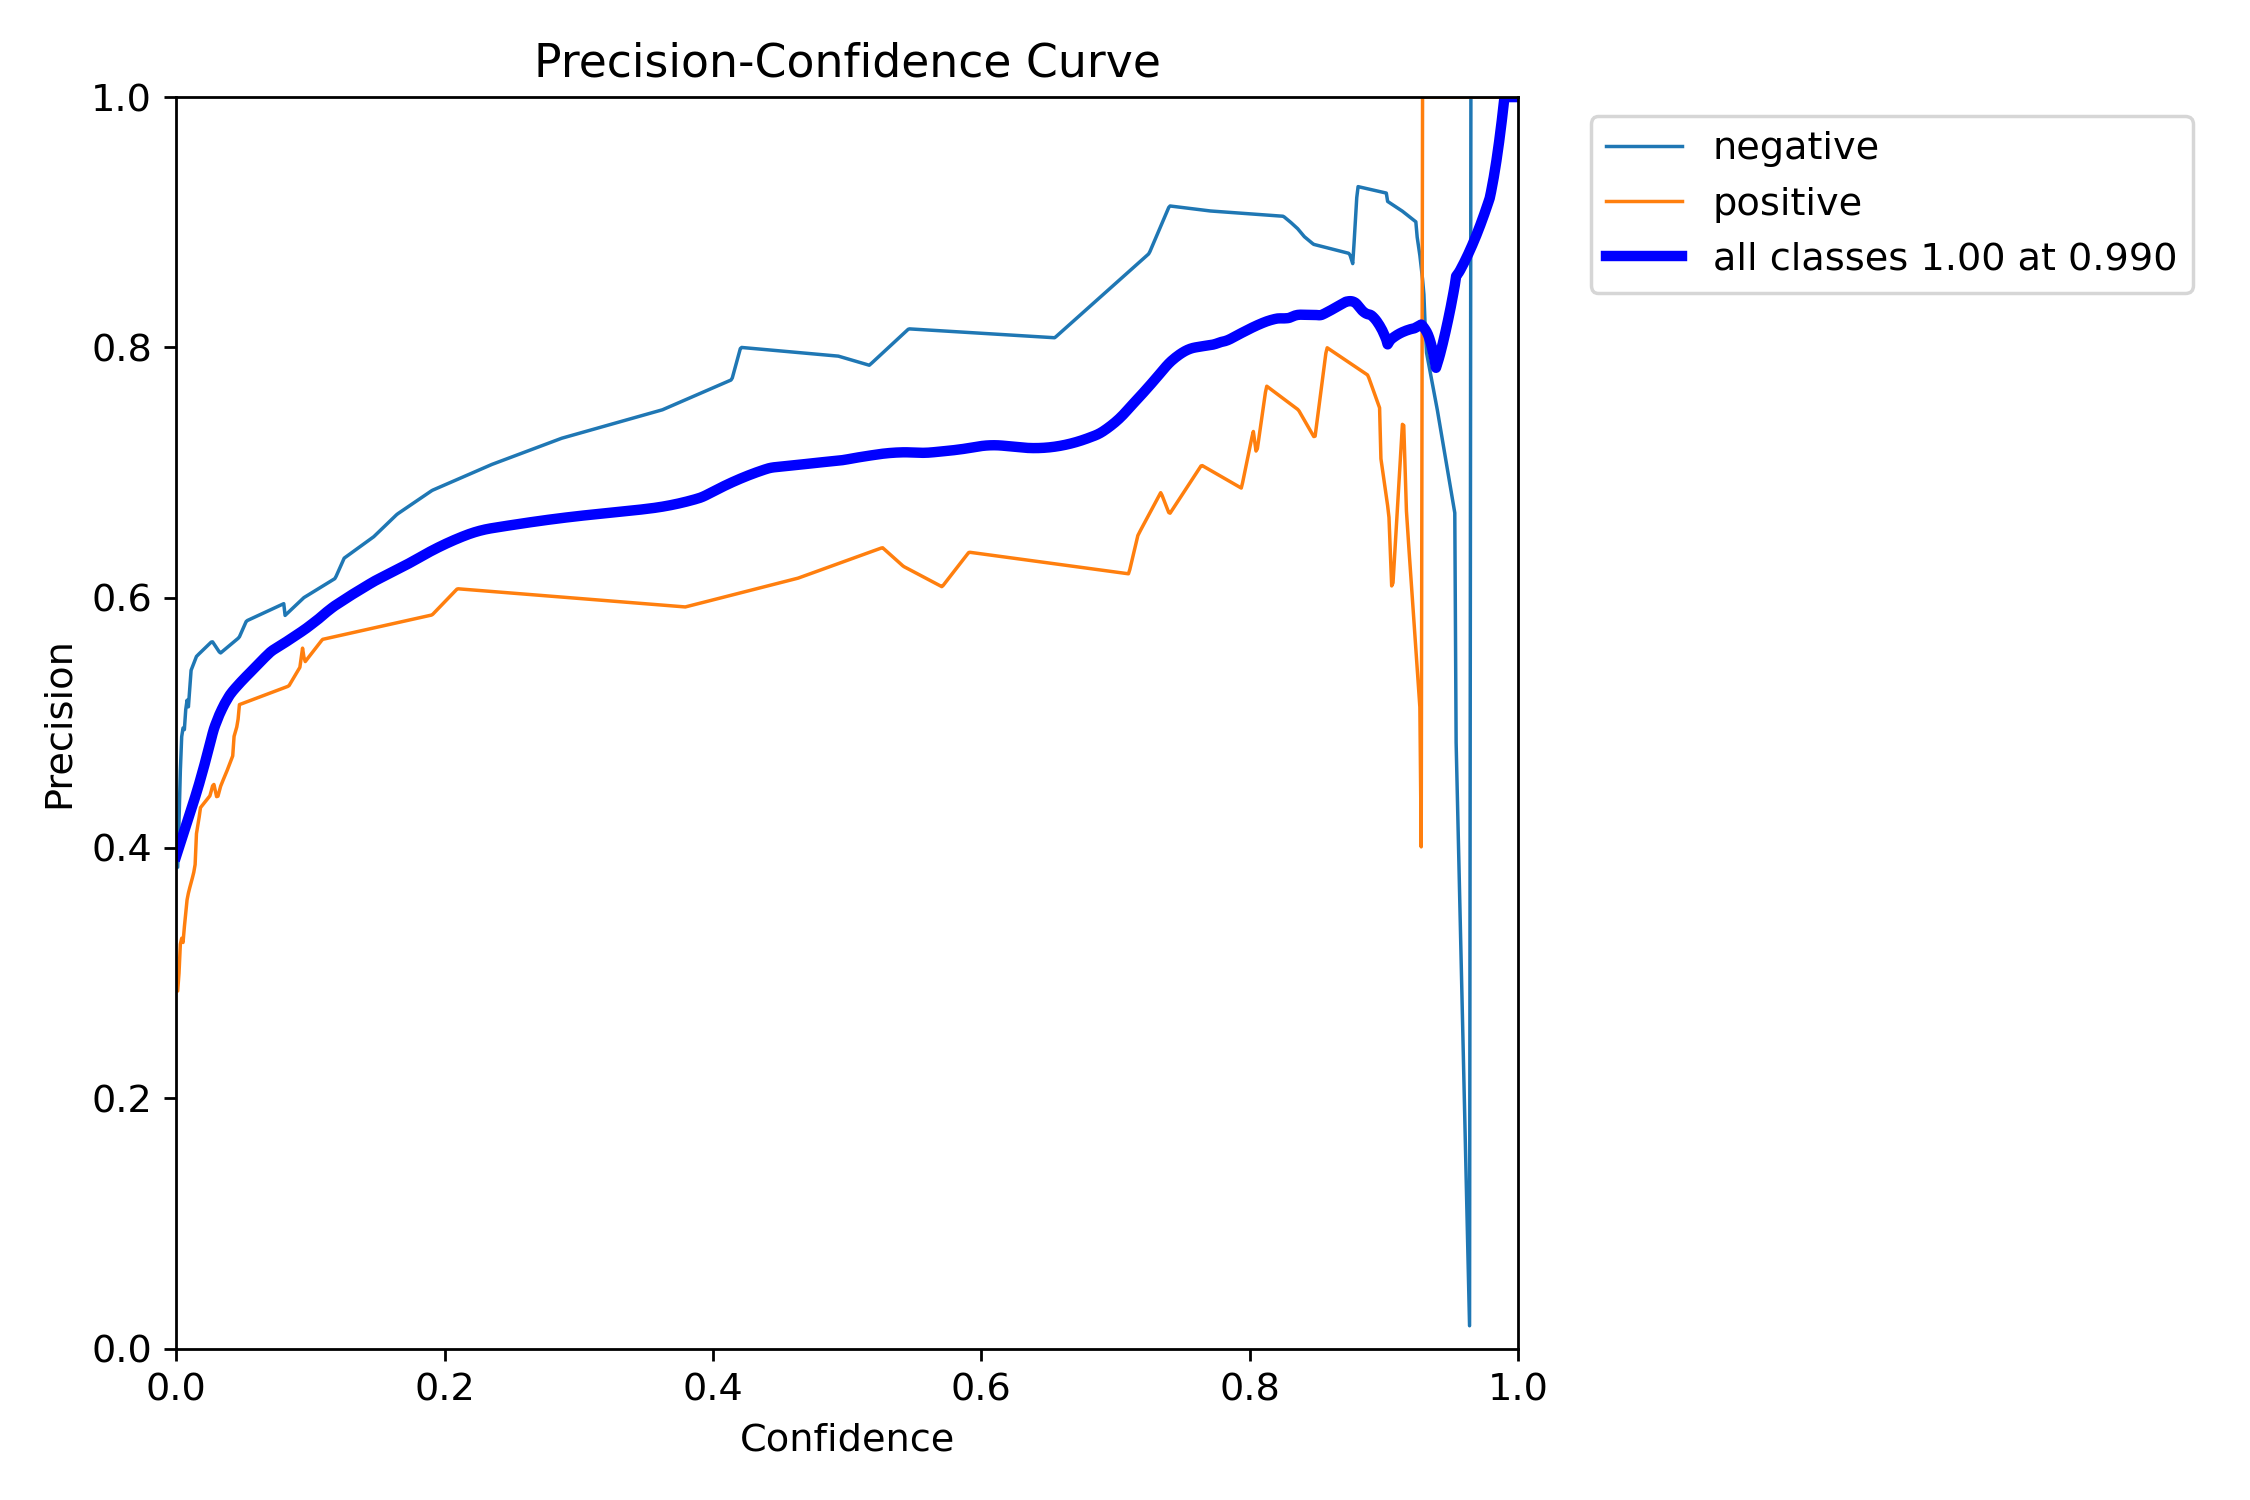 Precision-Confidence Curve
1.0
0.8
0.6
0.4
0.2
0.0
Precision
0.0 0.2 0.4 0.6 0.8 1.0
Confidence
negative
positive
all classes 1.00 at 0.990